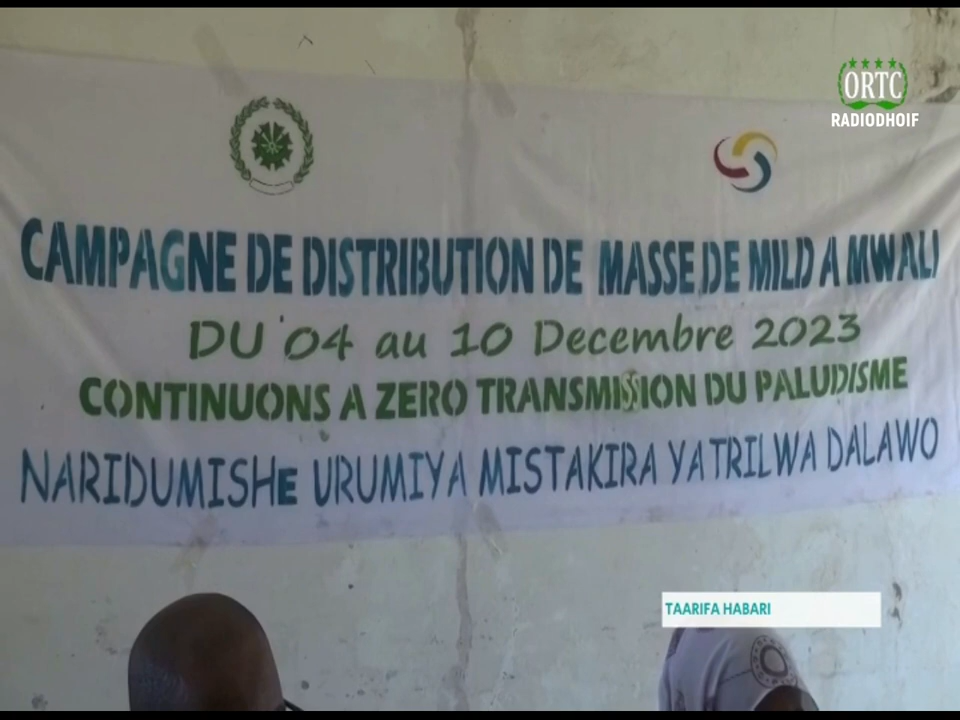 ORTC
RADIODHOIF
CAMPAGNE DE DISTRIBUTION DE MASSE DE MILD A MWALI
DU 04 au 10 Decembre 2023
CONTINUONS A ZERO TRANSMISSION DU PALUDISME
NARIDUMISHE URUMIYA MISTAKIRA YATRILWA DALAWO
TAARIFA HABARI